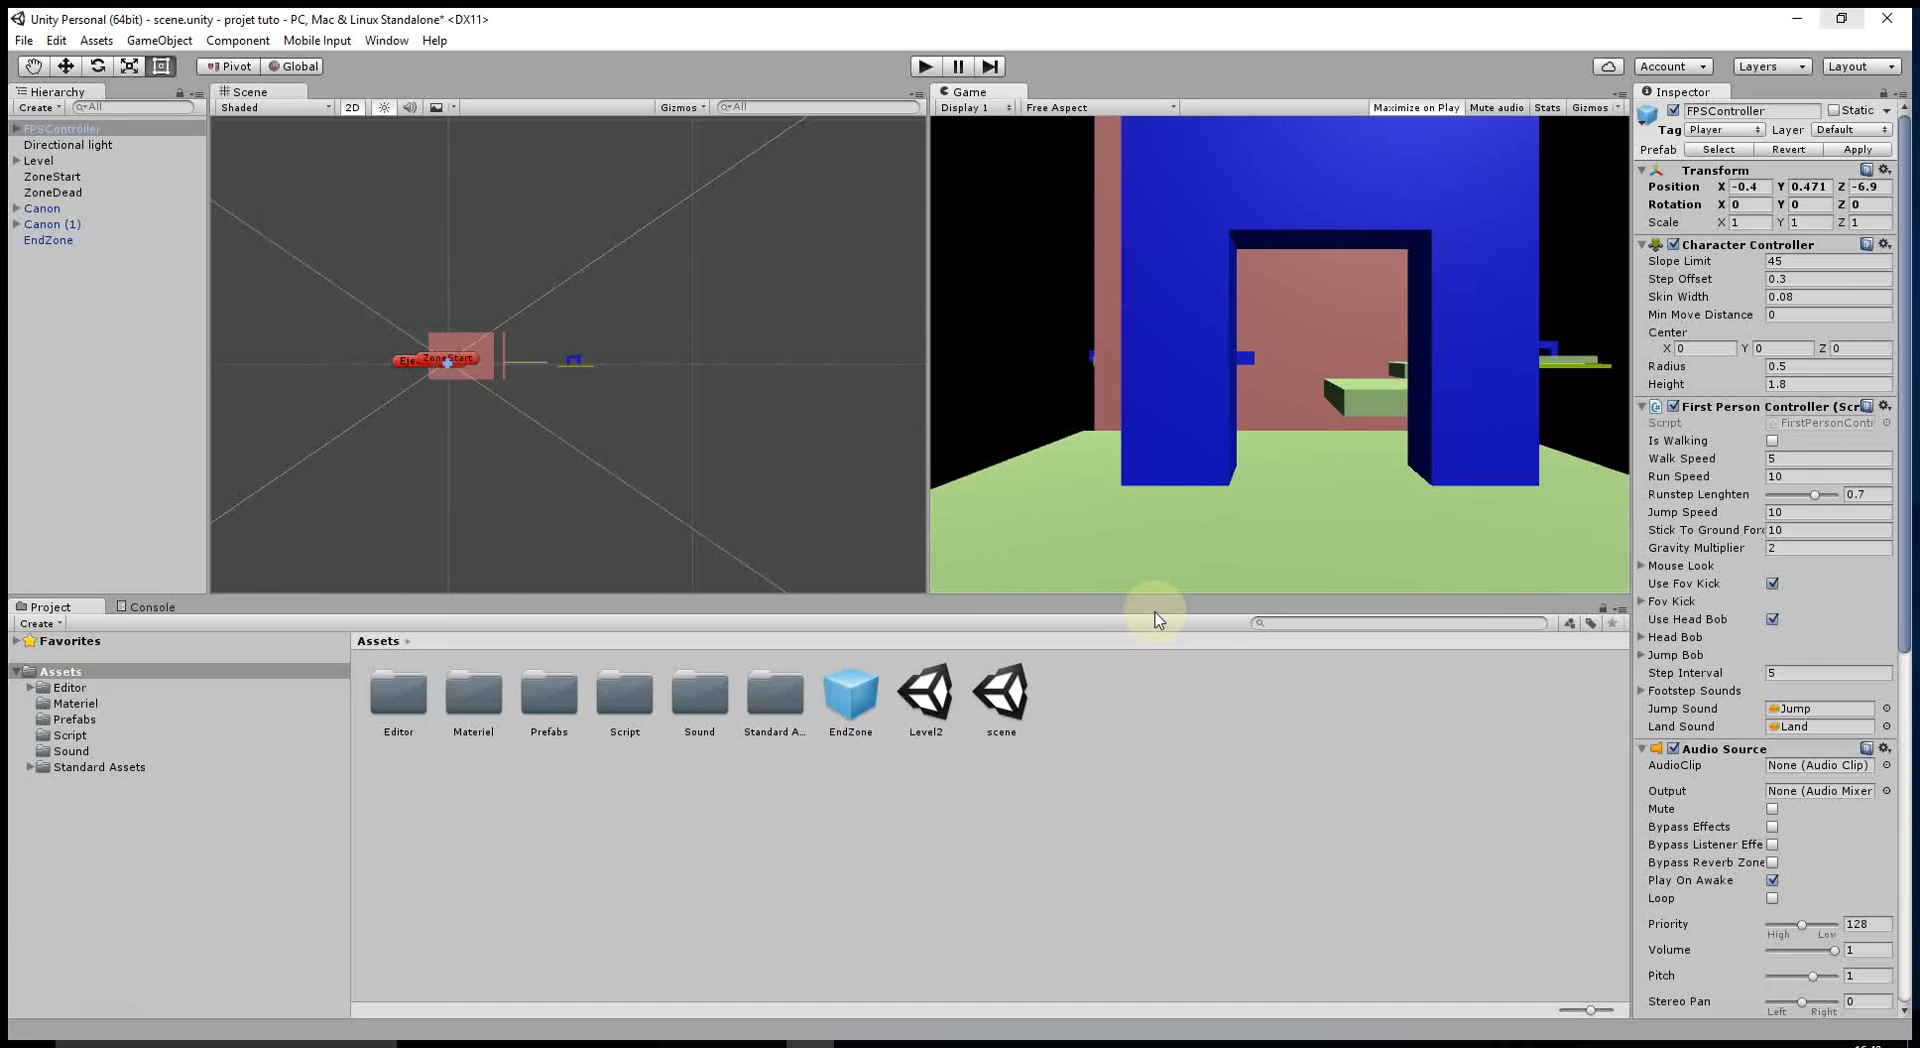 Unity Personal (64bit) - scene.unity - projet tuto - PC, Mac & Linux Standalone* <DX11>
File Edit Assets GameObject Component Mobile Input Window Help
Pivot Global Account Layers Layout
Hierarchy
Create All
FPSController
Directional light
Level
ZoneStart
ZoneDead
Canon
Canon (1)
EndZone
Scene
Shaded 2D Gizmos All
ZoneStart
Game
Display 1 Free Aspect Maximize on Play Mute audio Stats Gizmos
Inspector
FPSController Static
Tag Player Layer Default
Prefab Select Revert Apply
Transform
Position X -0.4 Y 0.471 Z -6.9
Rotation X 0 Y 0 Z 0
Scale X 1 Y 1 Z 1
Character Controller
Slope Limit 45
Step Offset 0.3
Skin Width 0.08
Min Move Distance 0
Center
X 0 Y 0 Z 0
Radius 0.5
Height 1.8
First Person Controller (Scr
Script FirstPersonContr
Is Walking
Walk Speed 5
Run Speed 10
Runstep Lenghten 0.7
Jump Speed 10
Stick To Ground For 10
Gravity Multiplier 2
Mouse Look
Use Fov Kick
Fov Kick
Use Head Bob
Head Bob
Jump Bob
Step Interval 5
Footstep Sounds
Jump Sound Jump
Land Sound Land
Audio Source
AudioClip None (Audio Clip)
Output None (Audio Mixer
Mute
Bypass Effects
Bypass Listener Effe
Bypass Reverb Zone
Play On Awake
Loop
Priority 128
High Low
Volume 1
Pitch 1
Stereo Pan 0
Left Right
Project Console
Create
Favorites
Assets
Editor
Materiel
Prefabs
Script
Sound
Standard Assets
Assets
Editor Materiel Prefabs Script Sound Standard A... EndZone Level2 scene